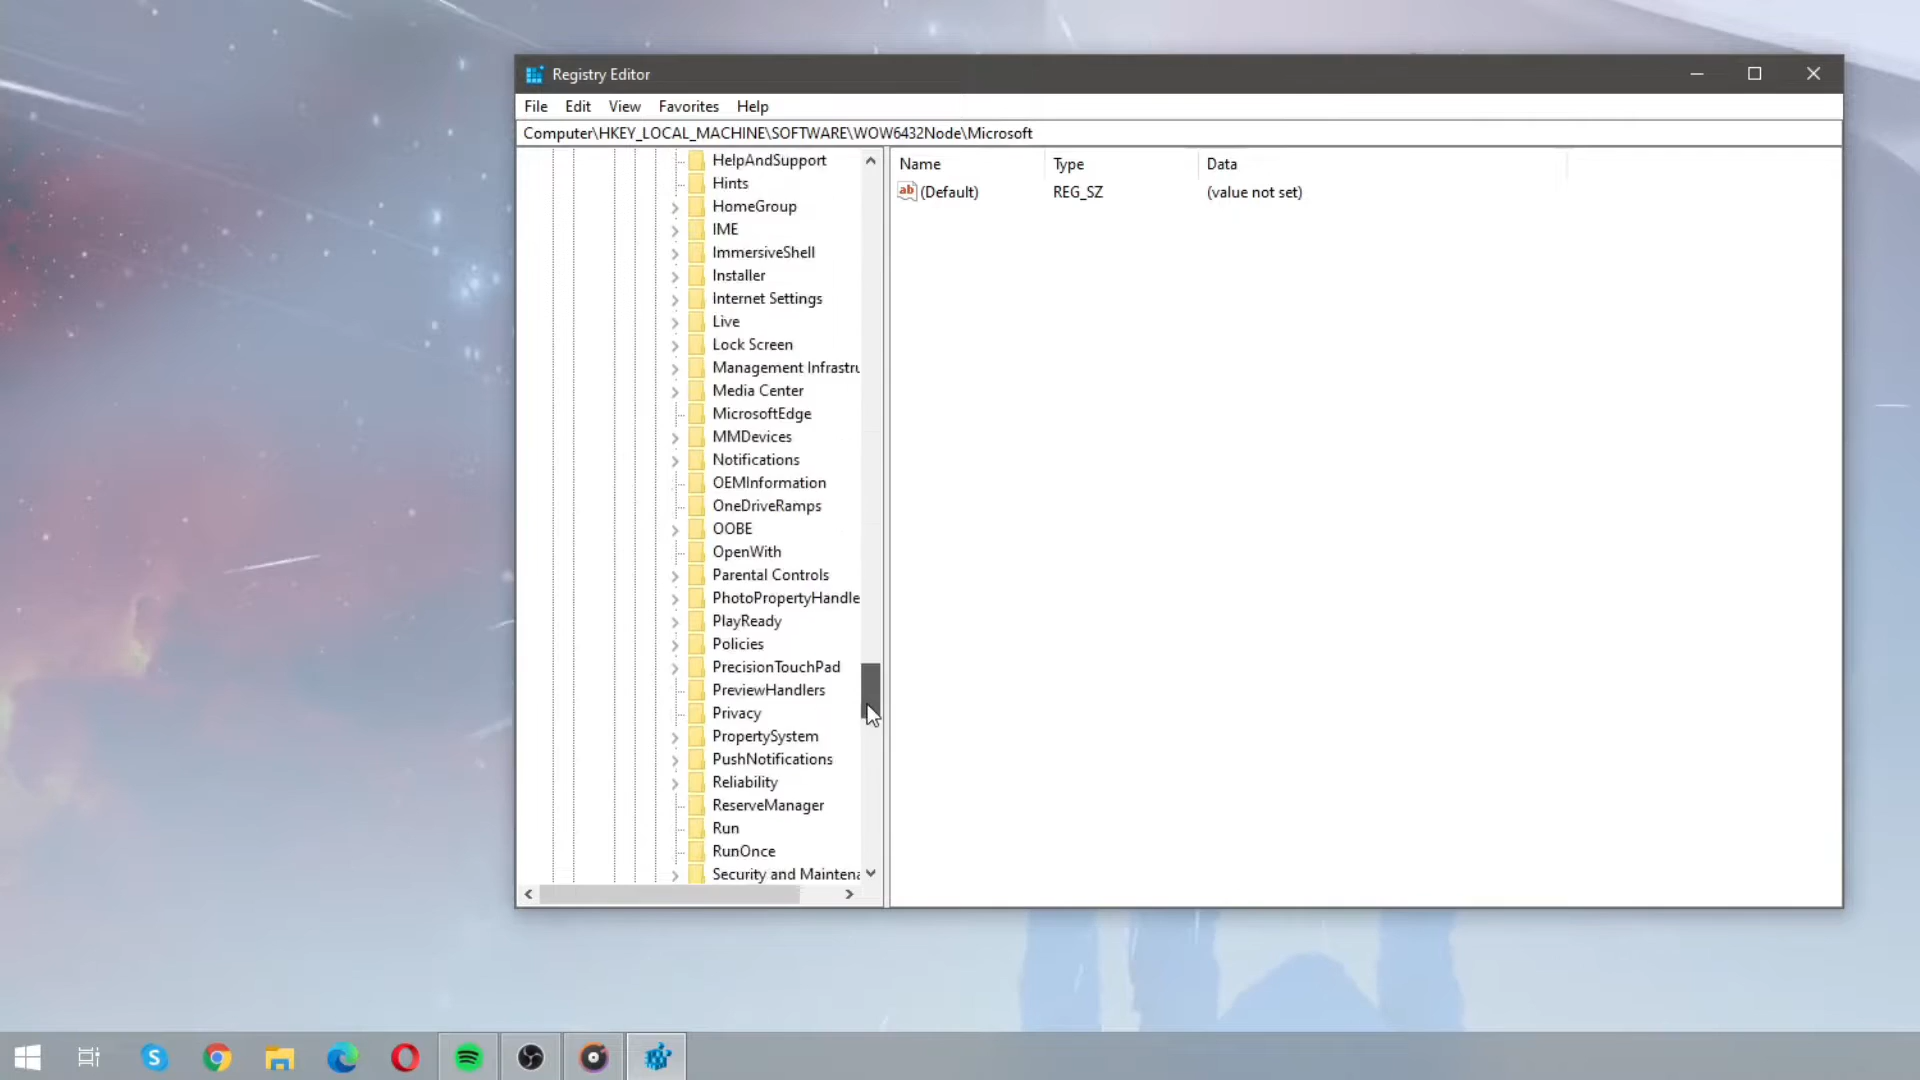 Registry Editor
File Edit View Favorites Help
Computer\HKEY_LOCAL_MACHINE\SOFTWARE\WOW6432Node\Microsoft
HelpAndSupport
Hints
HomeGroup
IME
ImmersiveShell
Installer
Internet Settings
Live
Lock Screen
Management Infrastru
Media Center
MicrosoftEdge
MMDevices
Notifications
OEMInformation
OneDriveRamps
OOBE
OpenWith
Parental Controls
PhotoPropertyHandle
PlayReady
Policies
PrecisionTouchPad
PreviewHandlers
Privacy
PropertySystem
PushNotifications
Reliability
ReserveManager
Run
RunOnce
Security and Maintena
Name Type Data
ab (Default) REG_SZ (value not set)